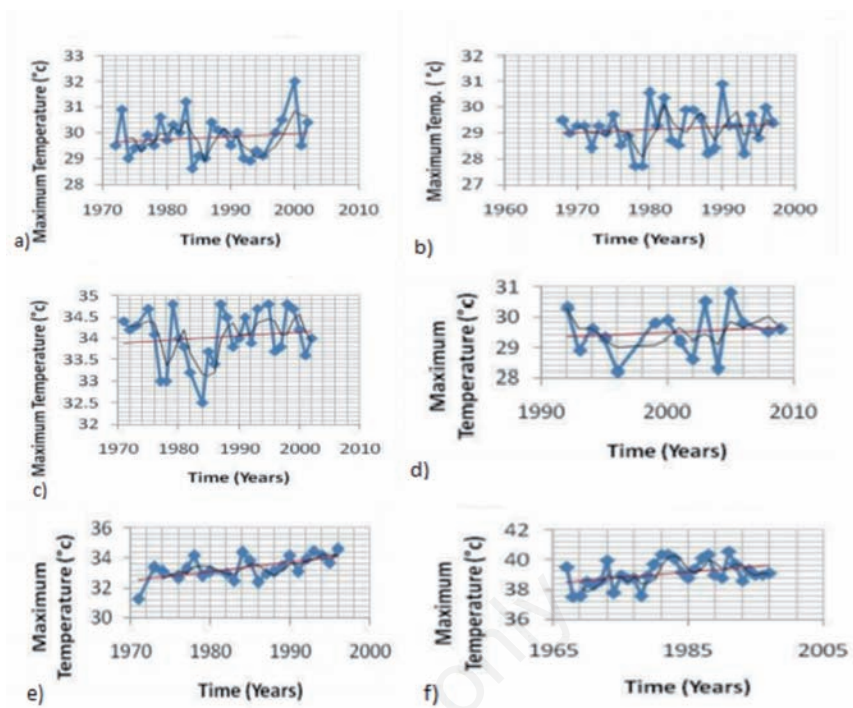 33
32
31
30
29
28
Maximum Temperature (°c)
1970 1980 1990 2000 2010
Time (Years)
a)
32
31
30
29
28
27
Maximum Temp. ( °c)
1960 1970 1980 1990 2000
Time (Years)
b)
35
34.5
34
33.5
33
32.5
32
Maximum Temperature (°c)
1970 1980 1990 2000 2010
Time (Years)
c)
31
30
29
28
Maximum
Temperature (°c)
1990 2000 2010
Time (Years)
d)
36
34
32
30
Maximum
Temperature (°c)
1970 1980 1990 2000
Time (Years)
e)
42
40
38
36
Maximum
Temperature (°c)
1965 1985 2005
Time (Years)
f)
only